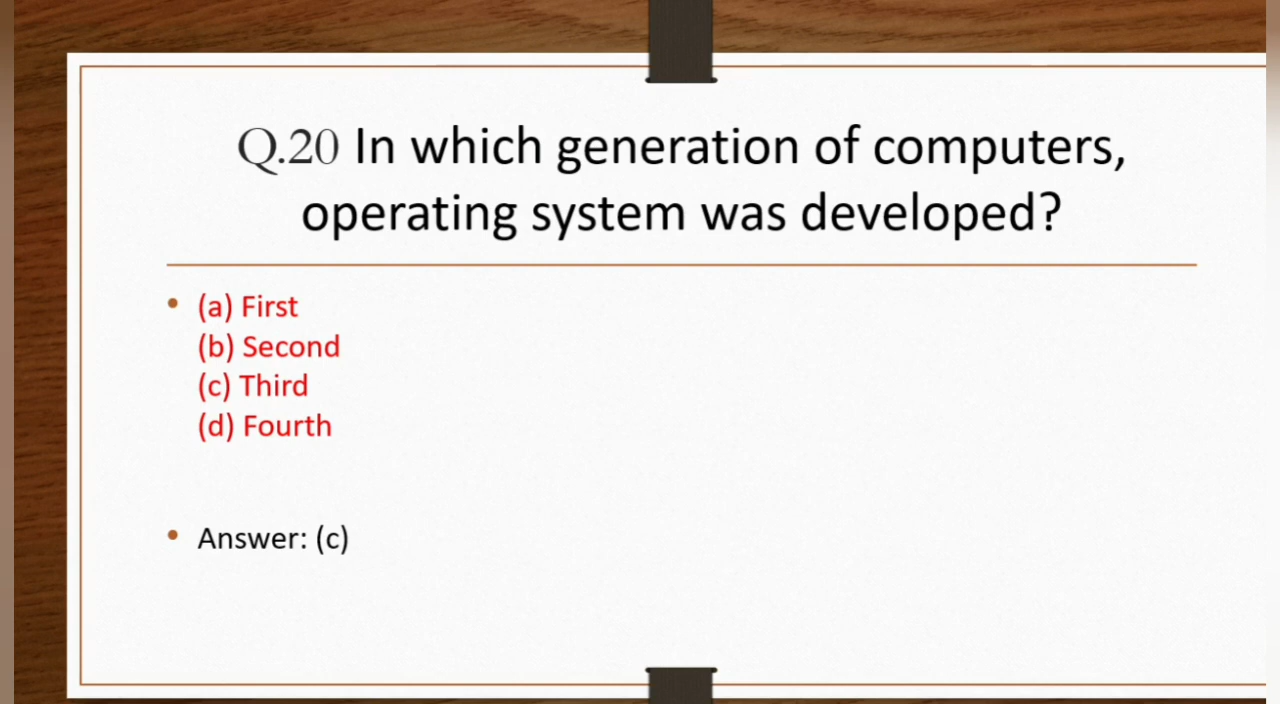 Q.20 In which generation of computers,
operating system was developed?
• (a) First
(b) Second
(c) Third
(d) Fourth
• Answer: (c)